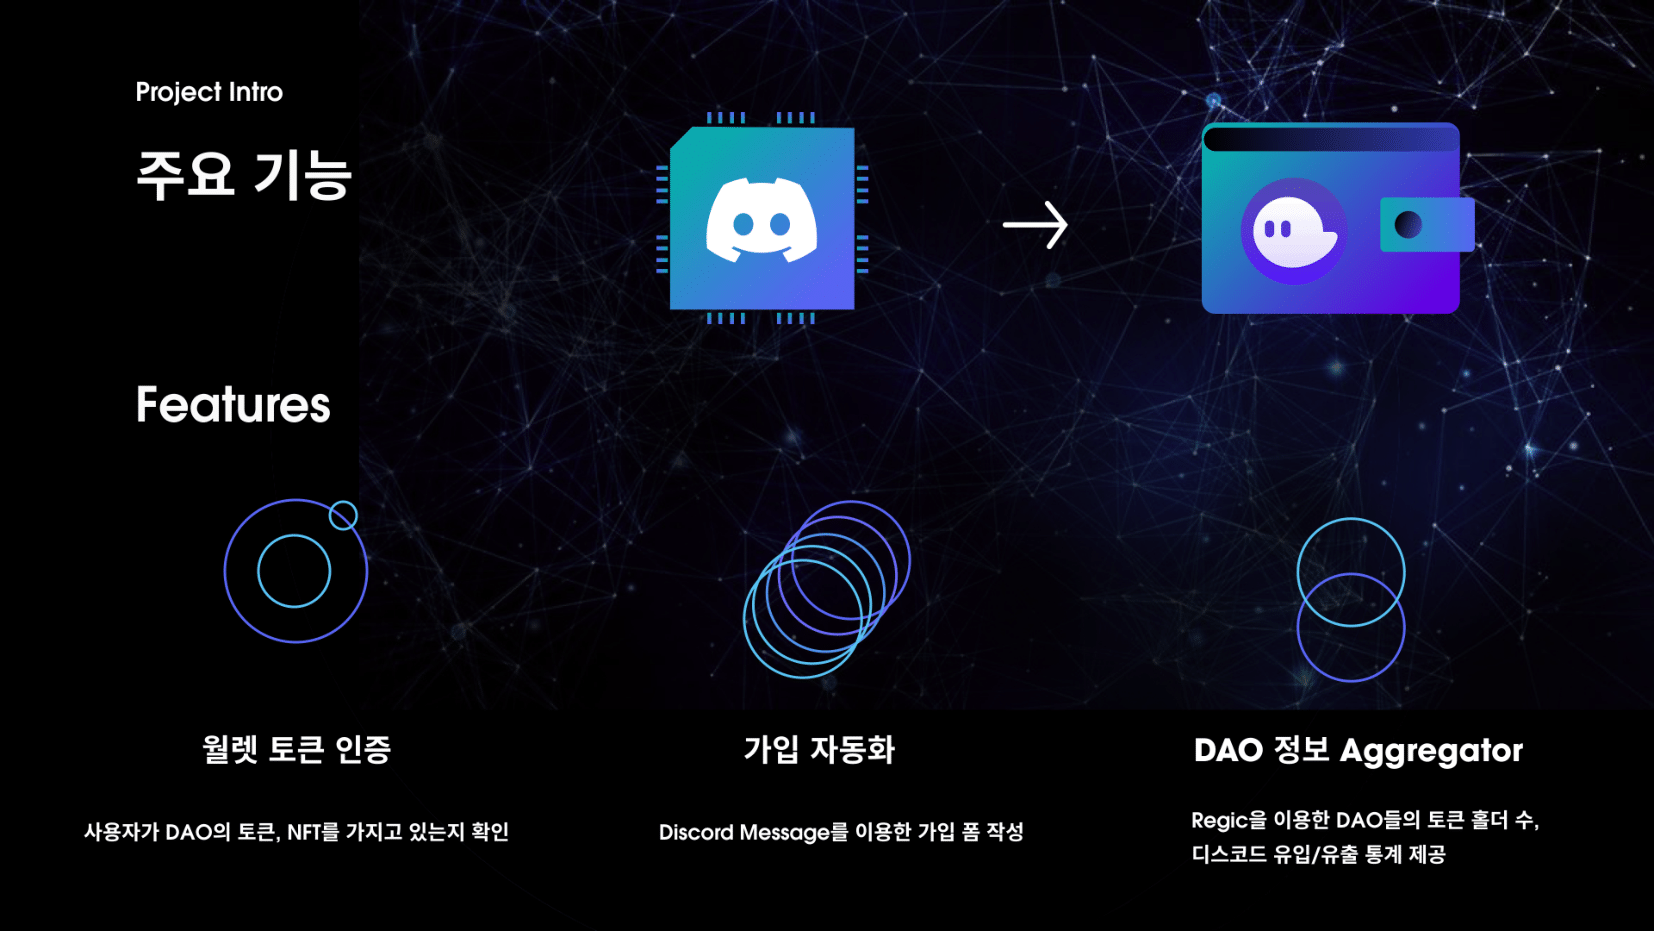 Project Intro
주요 기능
Features
월렛 토큰 인증
사용자가 DAO의 토큰, NFT를 가지고 있는지 확인
가입 자동화
Discord Message를 이용한 가입 폼 작성
DAO 정보 Aggregator
Regic을 이용한 DAO들의 토큰 홀더 수,
디스코드 유입/유출 통계 제공